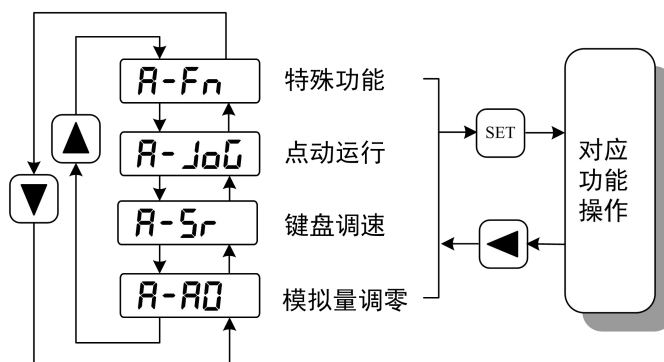 A-Fn 特殊功能
A-JoG 点动运行
A-Sr 键盘调速
A-A0 模拟量调零
SET
对应
功能
操作